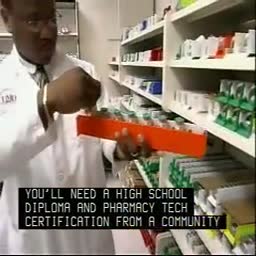 YOU'LL NEED A HIGH SCHOOL
DIPLOMA AND PHARMACY TECH
CERTIFICATION FROM A COMMUNITY